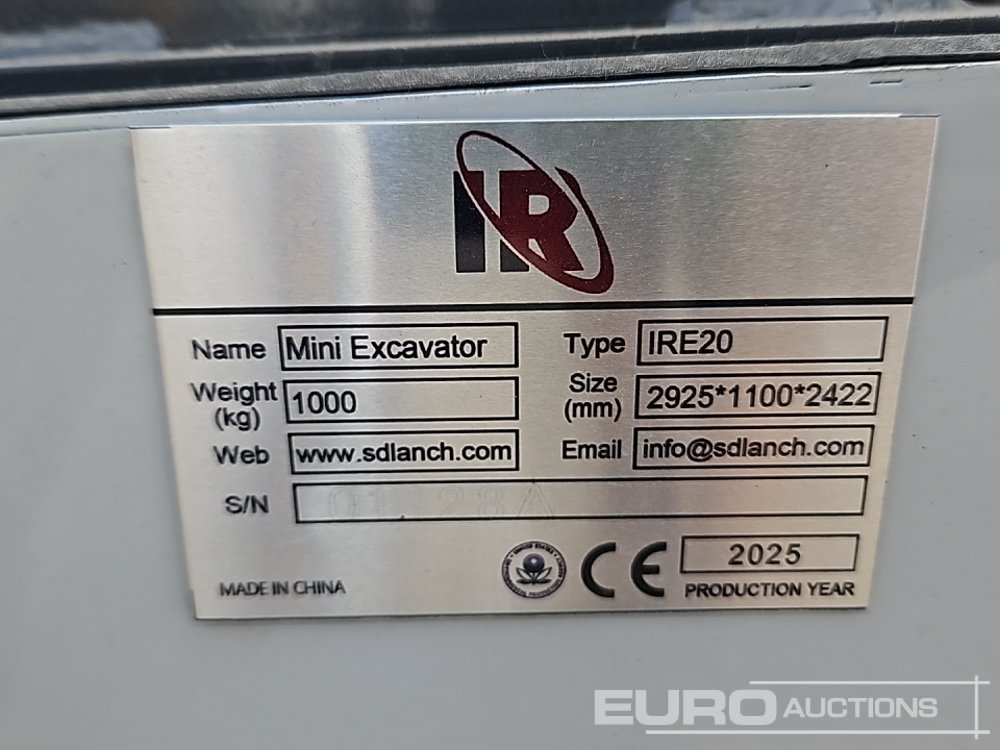 IR
Name Mini Excavator Type IRE20
Weight (kg) 1000 Size (mm) 2925*1100*2422
Web www.sdlanch.com Email info@sdlanch.com
S/N
MADE IN CHINA
CE
2025
PRODUCTION YEAR
EURO AUCTIONS